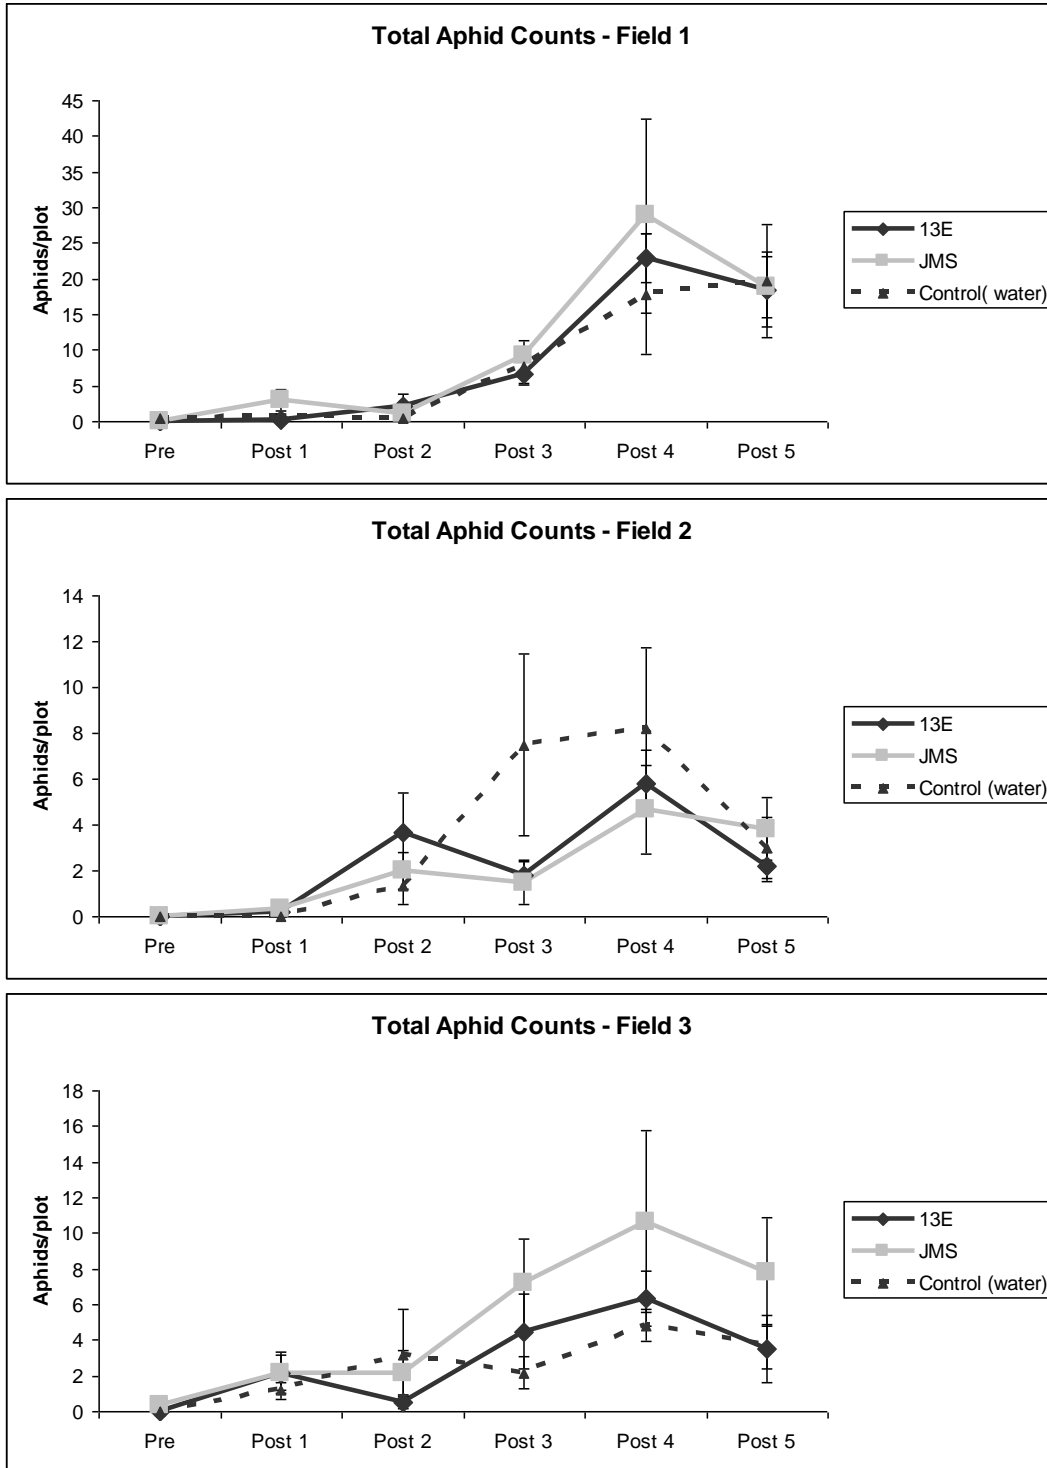 Total Aphid Counts - Field 1
45
40
35
30
25
20
15
10
5
0
Aphids/plot
Pre Post 1 Post 2 Post 3 Post 4 Post 5
13E
JMS
Control( water)
Total Aphid Counts - Field 2
14
12
10
8
6
4
2
0
Aphids/plot
Pre Post 1 Post 2 Post 3 Post 4 Post 5
13E
JMS
Control (water)
Total Aphid Counts - Field 3
18
16
14
12
10
8
6
4
2
0
Aphids/plot
Pre Post 1 Post 2 Post 3 Post 4 Post 5
13E
JMS
Control (water)